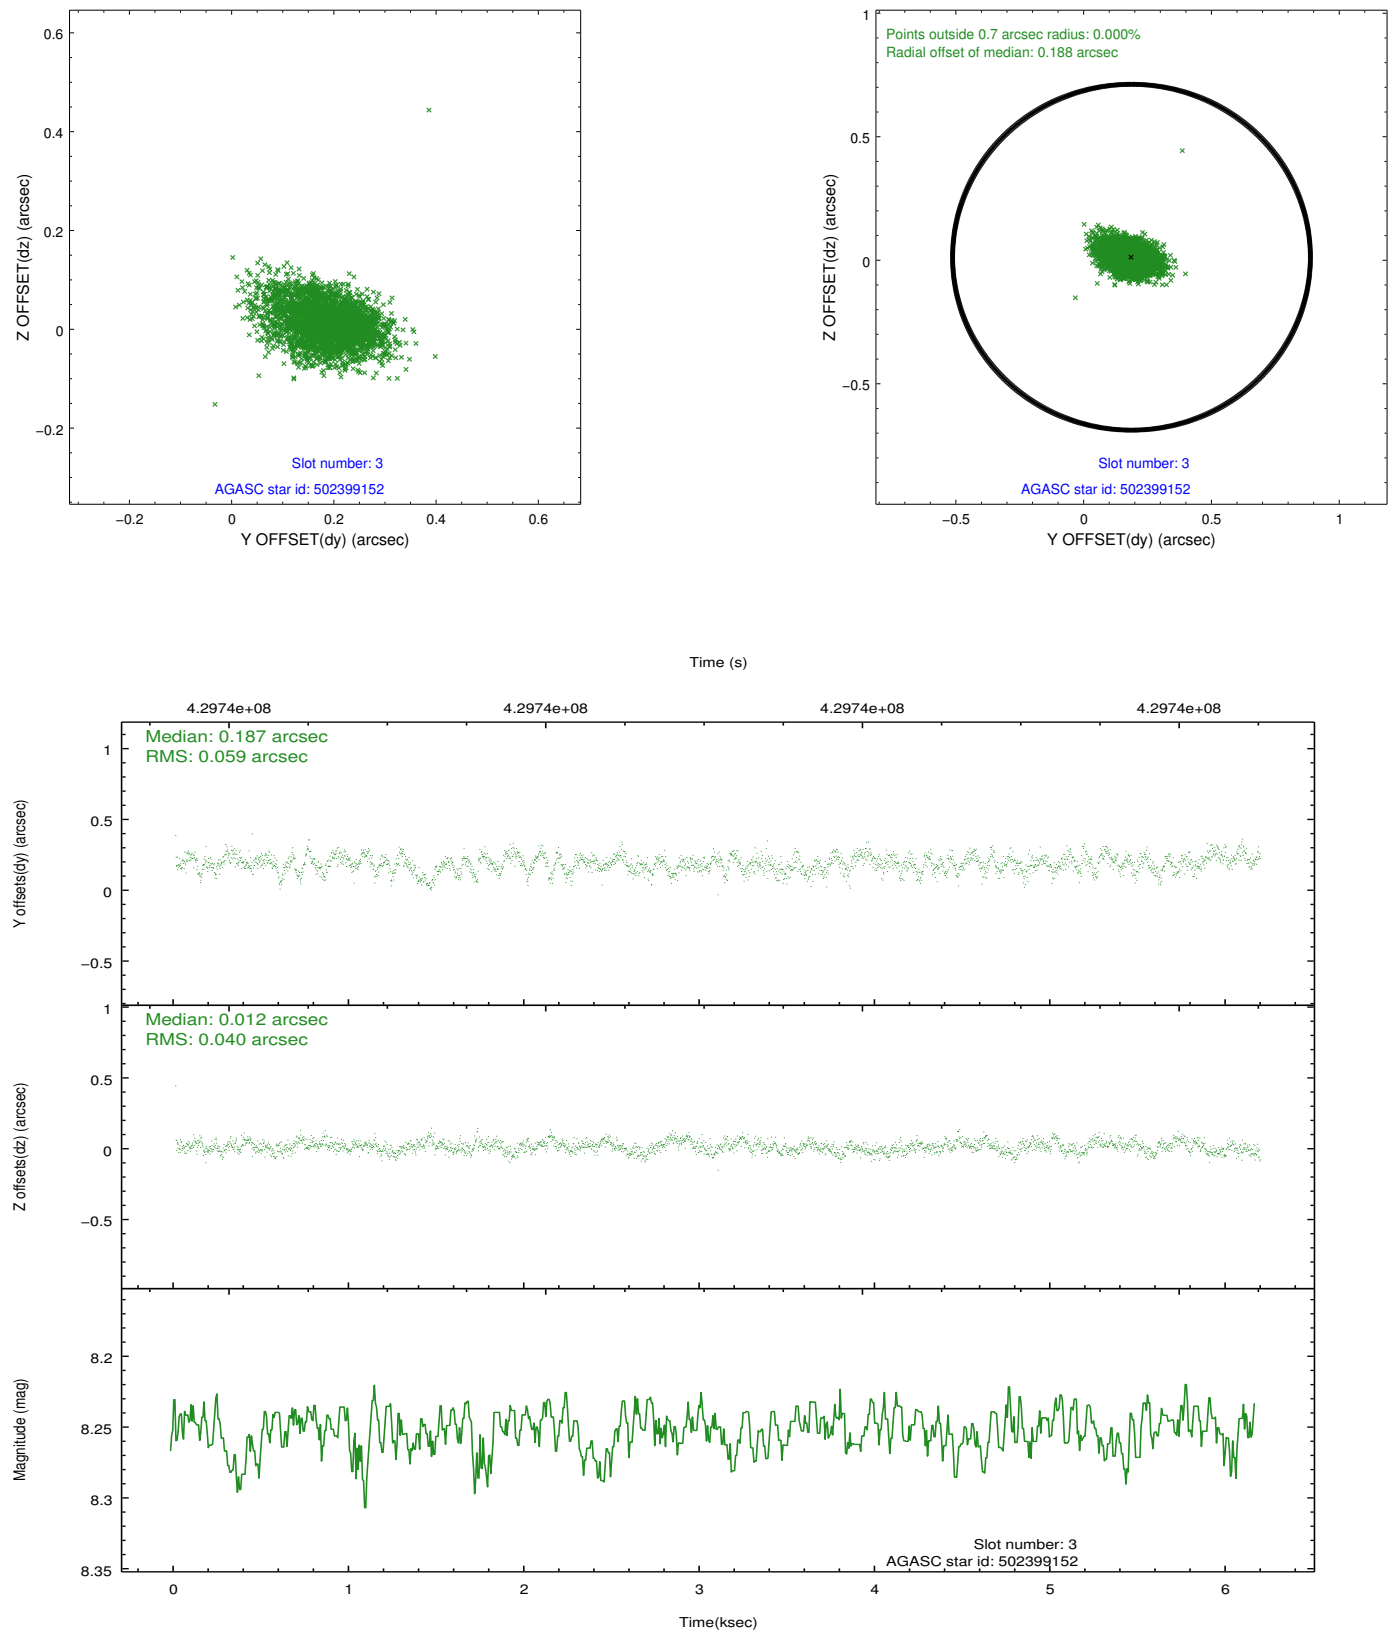 0.6
0.4
0.2
0
−0.2
Z OFFSET(dz) (arcsec)
Slot number: 3
AGASC star id: 502399152
−0.2 0 0.2 0.4 0.6
Y OFFSET(dy) (arcsec)
Points outside 0.7 arcsec radius: 0.000%
Radial offset of median: 0.188 arcsec
1
0.5
0
−0.5
Z OFFSET(dz) (arcsec)
Slot number: 3
AGASC star id: 502399152
−0.5 0 0.5 1
Y OFFSET(dy) (arcsec)
Time (s)
4.2974e+08 4.2974e+08 4.2974e+08 4.2974e+08
Median: 0.187 arcsec
RMS: 0.059 arcsec
1
0.5
0
−0.5
Y offsets(dy) (arcsec)
Median: 0.012 arcsec
RMS: 0.040 arcsec
1
0.5
0
−0.5
Z offsets(dz) (arcsec)
8.2
8.25
8.3
8.35
Magnitude (mag)
Slot number: 3
AGASC star id: 502399152
0 1 2 3 4 5 6
Time(ksec)